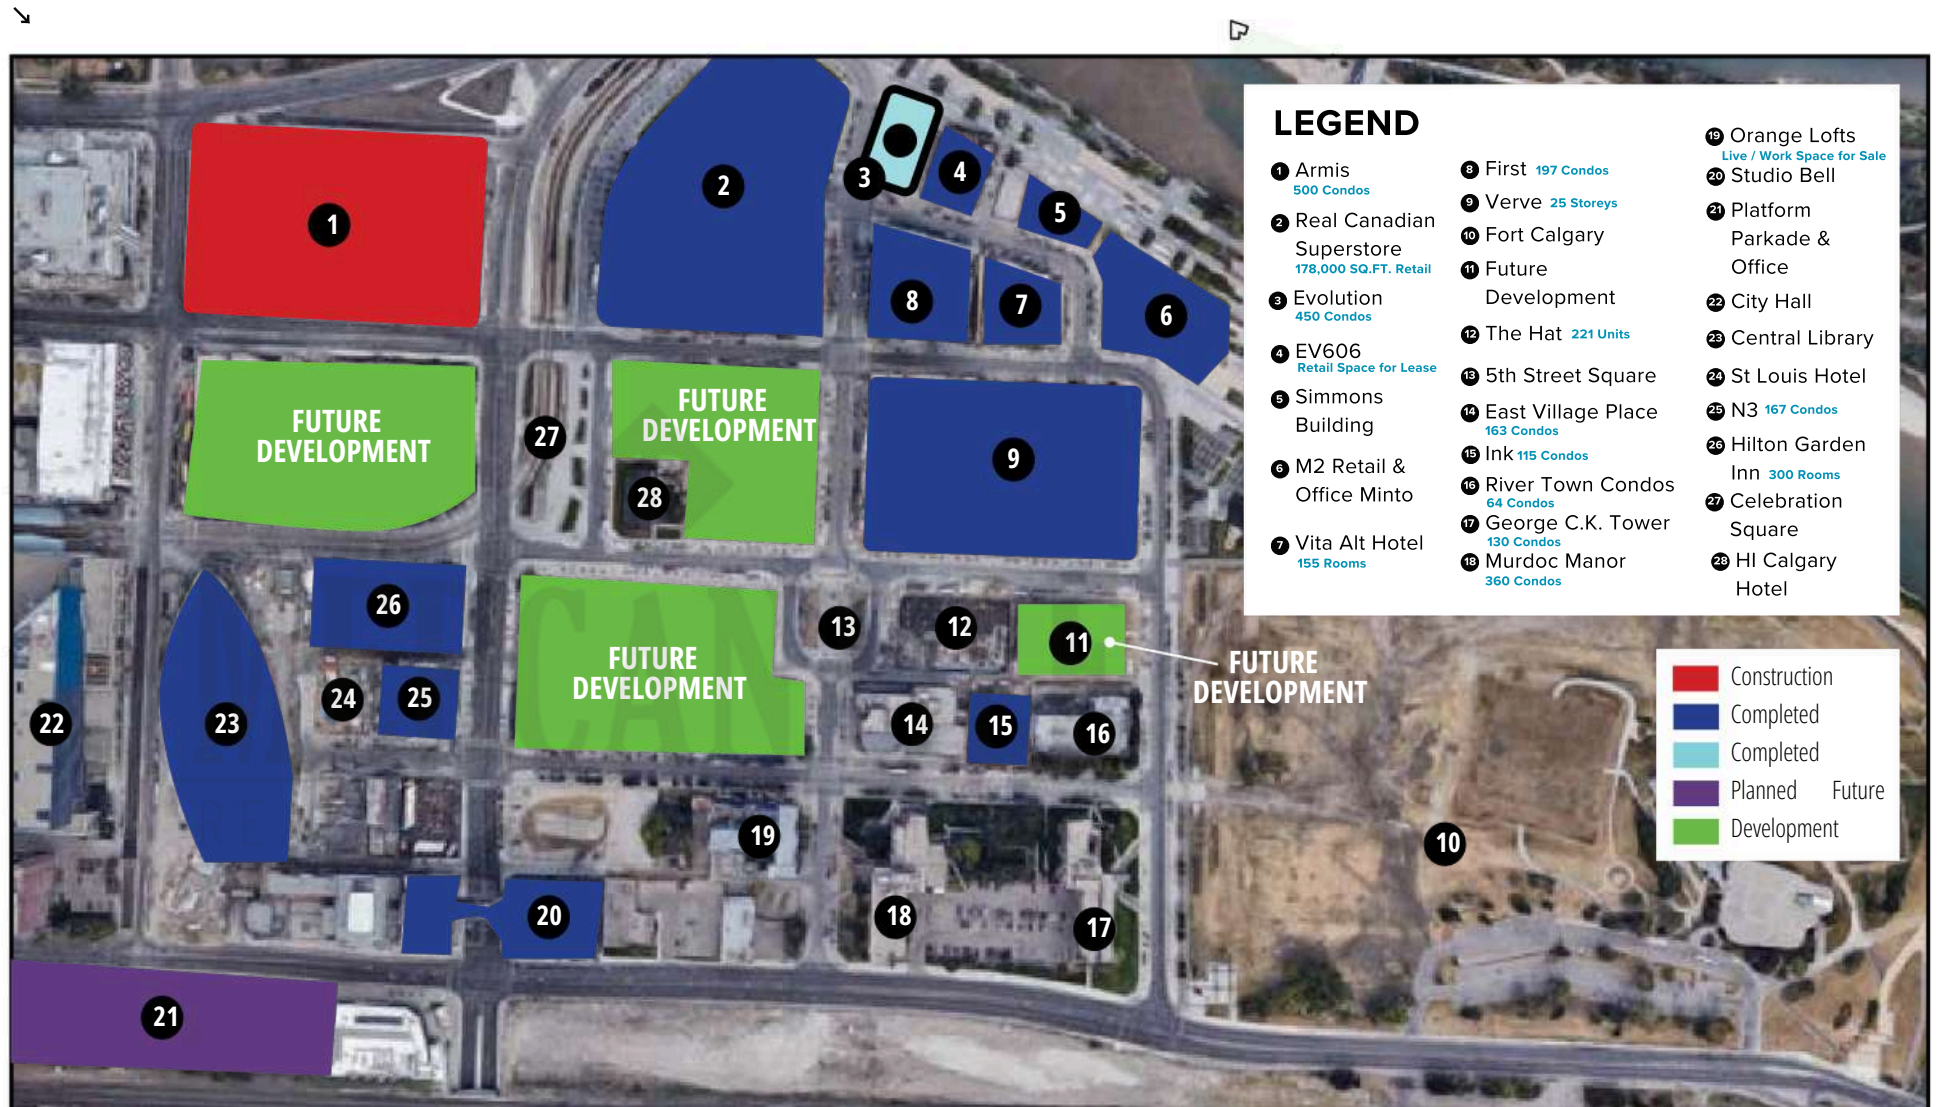 LEGEND
1 Armis
500 Condos
2 Real Canadian
Superstore
178,000 SQ.FT. Retail
3 Evolution
450 Condos
4 EV606
Retail Space for Lease
5 Simmons
Building
6 M2 Retail &
Office Minto
7 Vita Alt Hotel
155 Rooms
8 First 197 Condos
9 Verve 25 Storeys
10 Fort Calgary
11 Future
Development
12 The Hat 221 Units
13 5th Street Square
14 East Village Place
163 Condos
15 Ink 115 Condos
16 River Town Condos
64 Condos
17 George C.K. Tower
130 Condos
18 Murdoc Manor
360 Condos
19 Orange Lofts
Live / Work Space for Sale
20 Studio Bell
21 Platform
Parkade &
Office
22 City Hall
23 Central Library
24 St Louis Hotel
25 N3 167 Condos
26 Hilton Garden
Inn 300 Rooms
27 Celebration
Square
28 HI Calgary
Hotel
Construction
Completed
Completed
Planned Future
Development
1
2
3
4
5
6
7
8
FUTURE
DEVELOPMENT
27
FUTURE
DEVELOPMENT
28
9
26
23
24
25
22
FUTURE
DEVELOPMENT
13
12
11
FUTURE
DEVELOPMENT
14
15
16
19
10
20
18
17
21